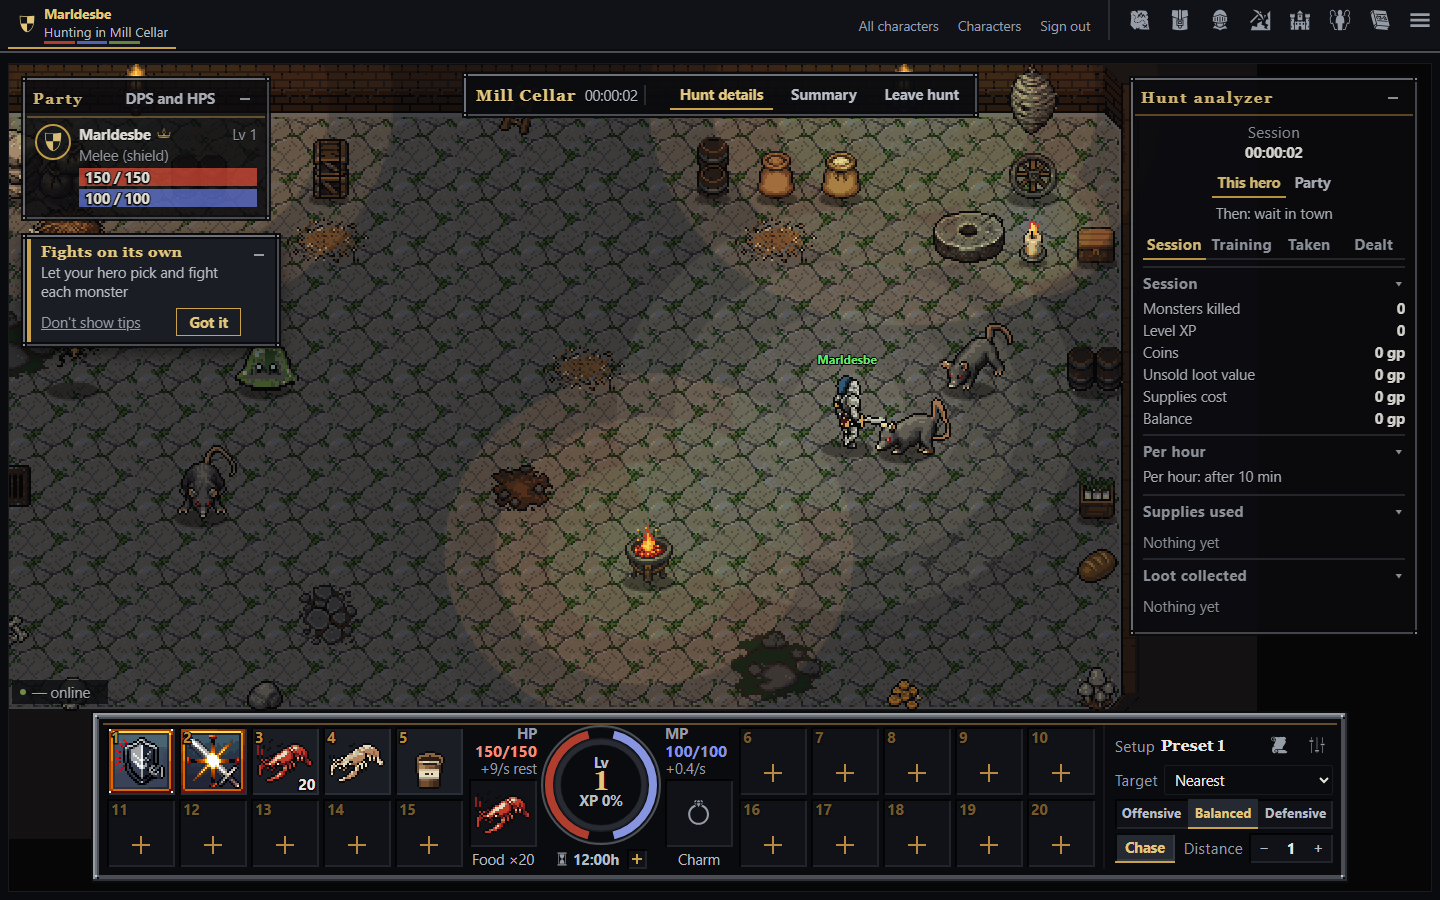 Marldesbe
Hunting in Mill Cellar
All characters
Characters
Sign out
Party
DPS and HPS
Marldesbe
Lv 1
Melee (shield)
150 / 150
100 / 100
Fights on its own
Let your hero pick and fight
each monster
Don't show tips
Got it
Mill Cellar
00:00:02
Hunt details
Summary
Leave hunt
Marldesbe
Hunt analyzer
Session
00:00:02
This hero
Party
Then: wait in town
Session
Training
Taken
Dealt
Session
Monsters killed 0
Level XP 0
Coins 0 gp
Unsold loot value 0 gp
Supplies cost 0 gp
Balance 0 gp
Per hour
Per hour: after 10 min
Supplies used
Nothing yet
Loot collected
Nothing yet
— online
1
2
3
20
4
5
11
12
13
14
15
HP
150/150
+9/s rest
Food ×20
Lv
1
XP 0%
12:00h
+
MP
100/100
+0.4/s
Charm
6
7
8
9
10
16
17
18
19
20
Setup Preset 1
Target Nearest
Offensive
Balanced
Defensive
Chase
Distance
− 1 +